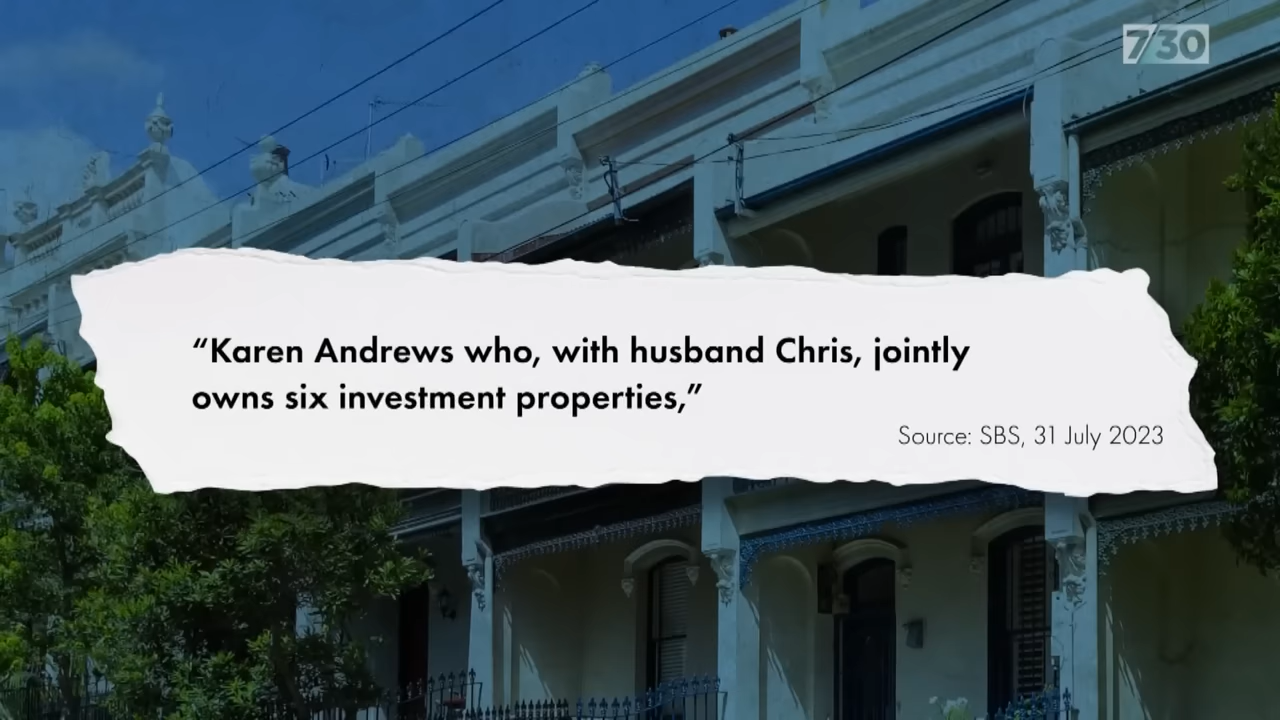 7/30
“Karen Andrews who, with husband Chris, jointly
owns six investment properties,”
Source: SBS, 31 July 2023